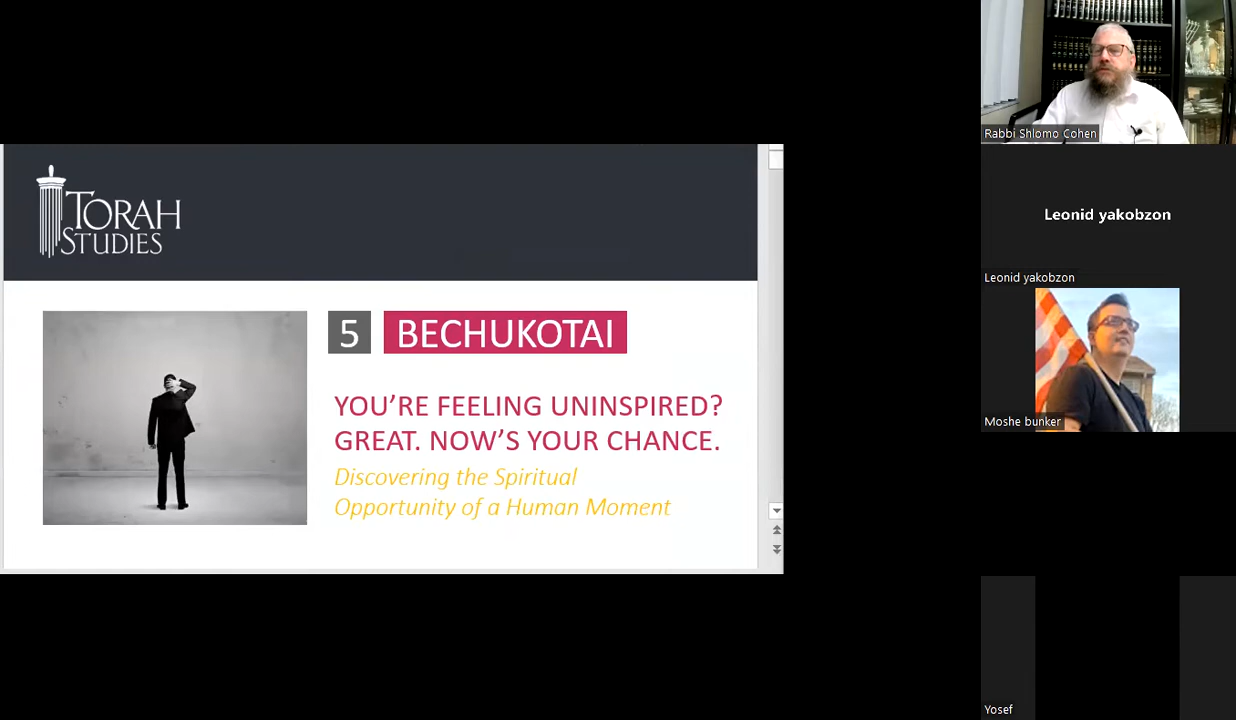 TORAH
STUDIES
5 BECHUKOTAI
YOU'RE FEELING UNINSPIRED?
GREAT. NOW'S YOUR CHANCE.
Discovering the Spiritual
Opportunity of a Human Moment
Rabbi Shlomo Cohen
Leonid yakobzon
Leonid yakobzon
Moshe bunker
Yosef